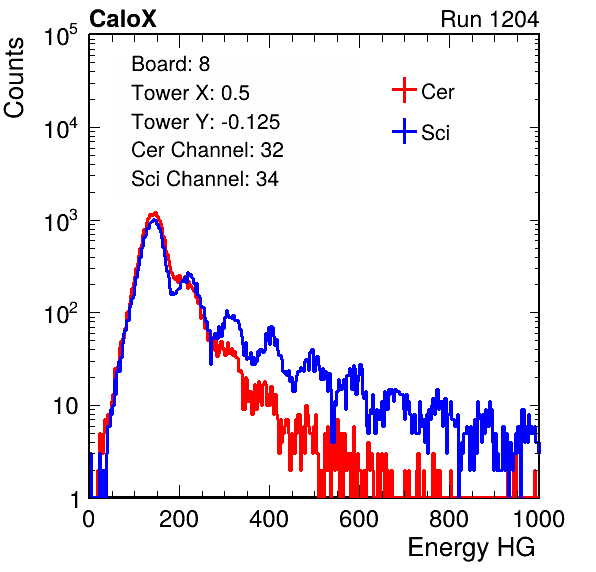 CaloX Run 1204
Counts
10^5
10^4
10^3
10^2
10
1
Board: 8
Tower X: 0.5
Tower Y: -0.125
Cer Channel: 32
Sci Channel: 34
Cer
Sci
0 200 400 600 800 1000
Energy HG